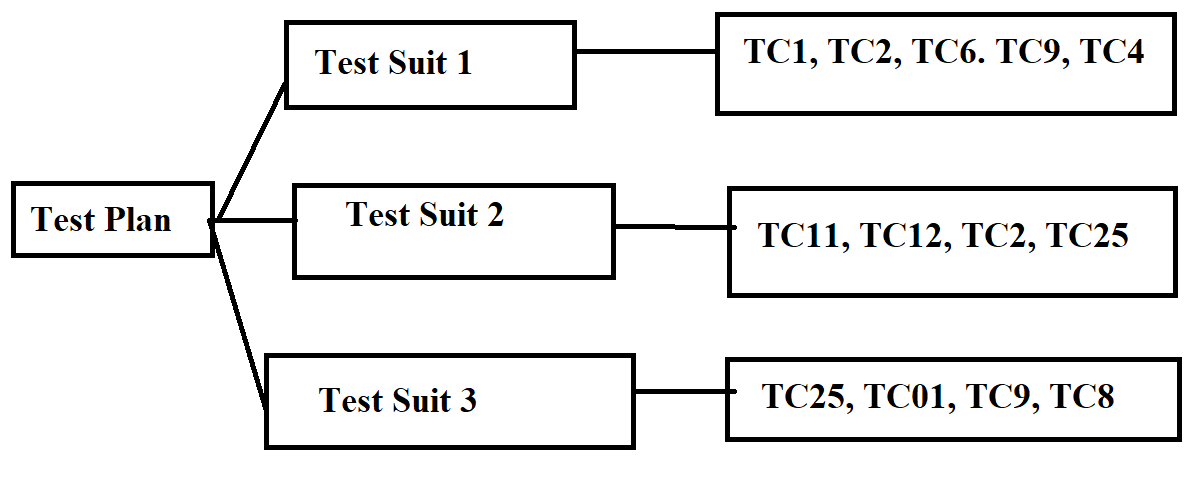 Test Suit 1
TC1, TC2, TC6. TC9, TC4
Test Plan
Test Suit 2
TC11, TC12, TC2, TC25
Test Suit 3
TC25, TC01, TC9, TC8